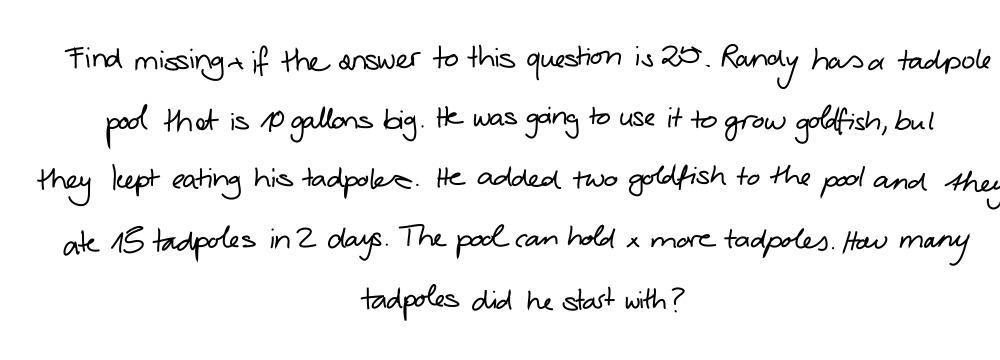 Find missing x if the answer to this question is 25. Randy has a tadpole
pool that is 10 gallons big. He was going to use it to grow goldfish, but
they kept eating his tadpoles. He added two goldfish to the pool and they
ate 15 tadpoles in 2 days. The pool can hold x more tadpoles. How many
tadpoles did he start with?